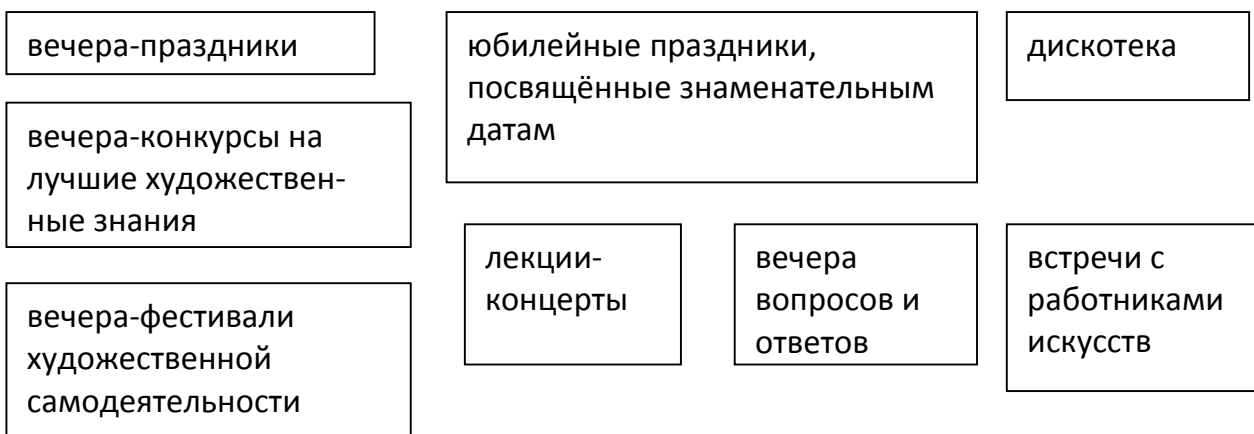 вечера-праздники
юбилейные праздники,
посвящённые знаменательным
датам
дискотека
вечера-конкурсы на
лучшие художествен-
ные знания
лекции-
концерты
вечера
вопросов и
ответов
встречи с
работниками
искусств
вечера-фестивали
художественной
самодеятельности